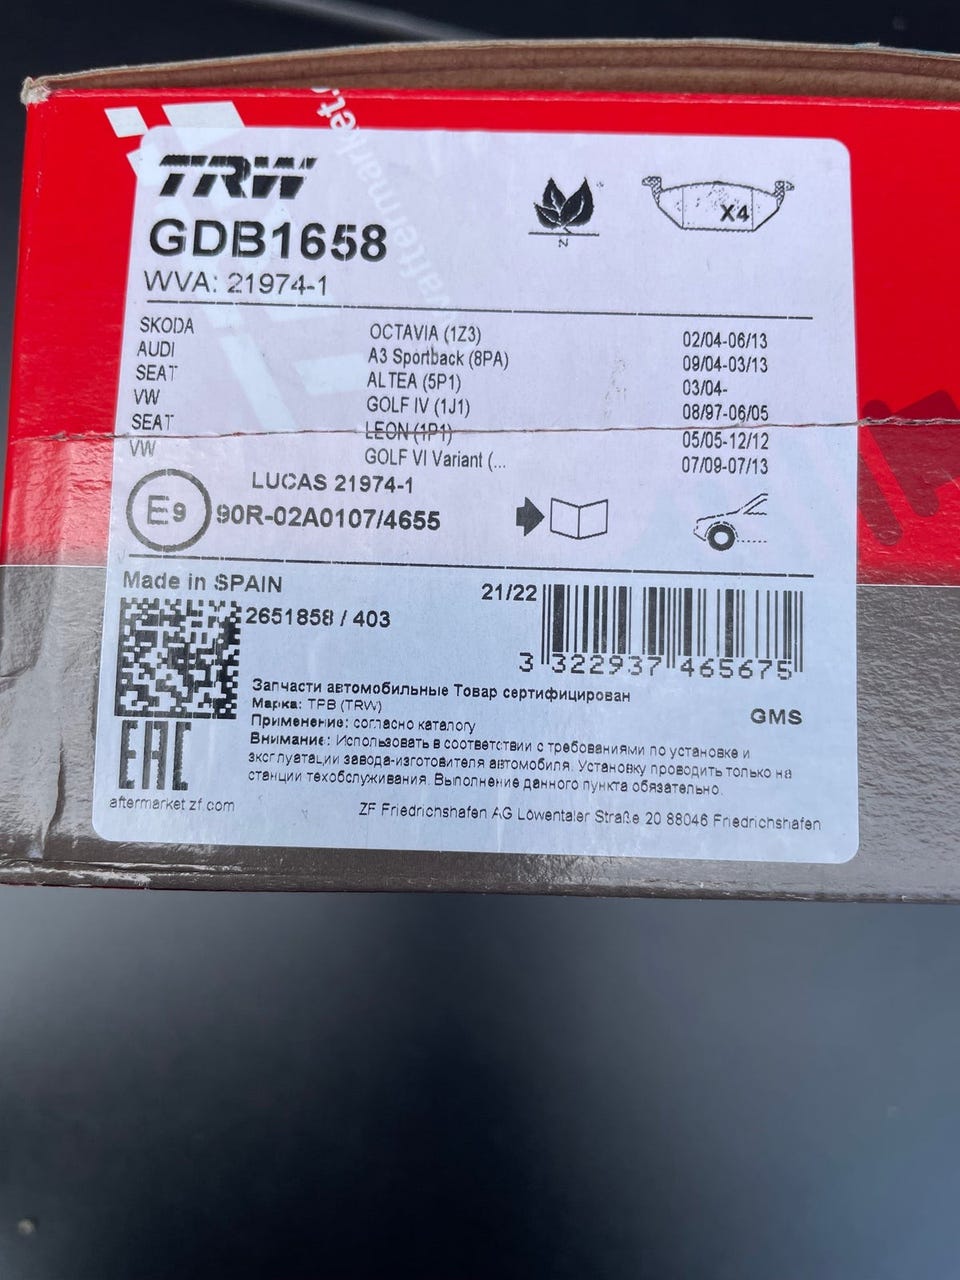 aftermarket.
TRW
GDB1658
WVA: 21974-1
X4
N
SKODA OCTAVIA (1Z3) 02/04-06/13
AUDI A3 Sportback (8PA) 09/04-03/13
SEAT ALTEA (5P1) 03/04-
VW GOLF IV (1J1) 08/97-06/05
SEAT LEON (1P1) 05/05-12/12
VW GOLF VI Variant (... 07/09-07/13
LUCAS 21974-1
E9 90R-02A0107/4655
Made in SPAIN
21/22
2651858 / 403
3 322937 465675
Запчасти автомобильные Товар сертифицирован
Марка: ТРВ (TRW)
GMS
Применение: согласно каталогу
Внимание: Использовать в соответствии с требованиями по установке и
эксплуатации завода-изготовителя автомобиля. Установку проводить только на
станции техобслуживания. Выполнение данного пункта обязательно.
EAC
aftermarket.zf.com
ZF Friedrichshafen AG Löwentaler Straße 20 88046 Friedrichshafen